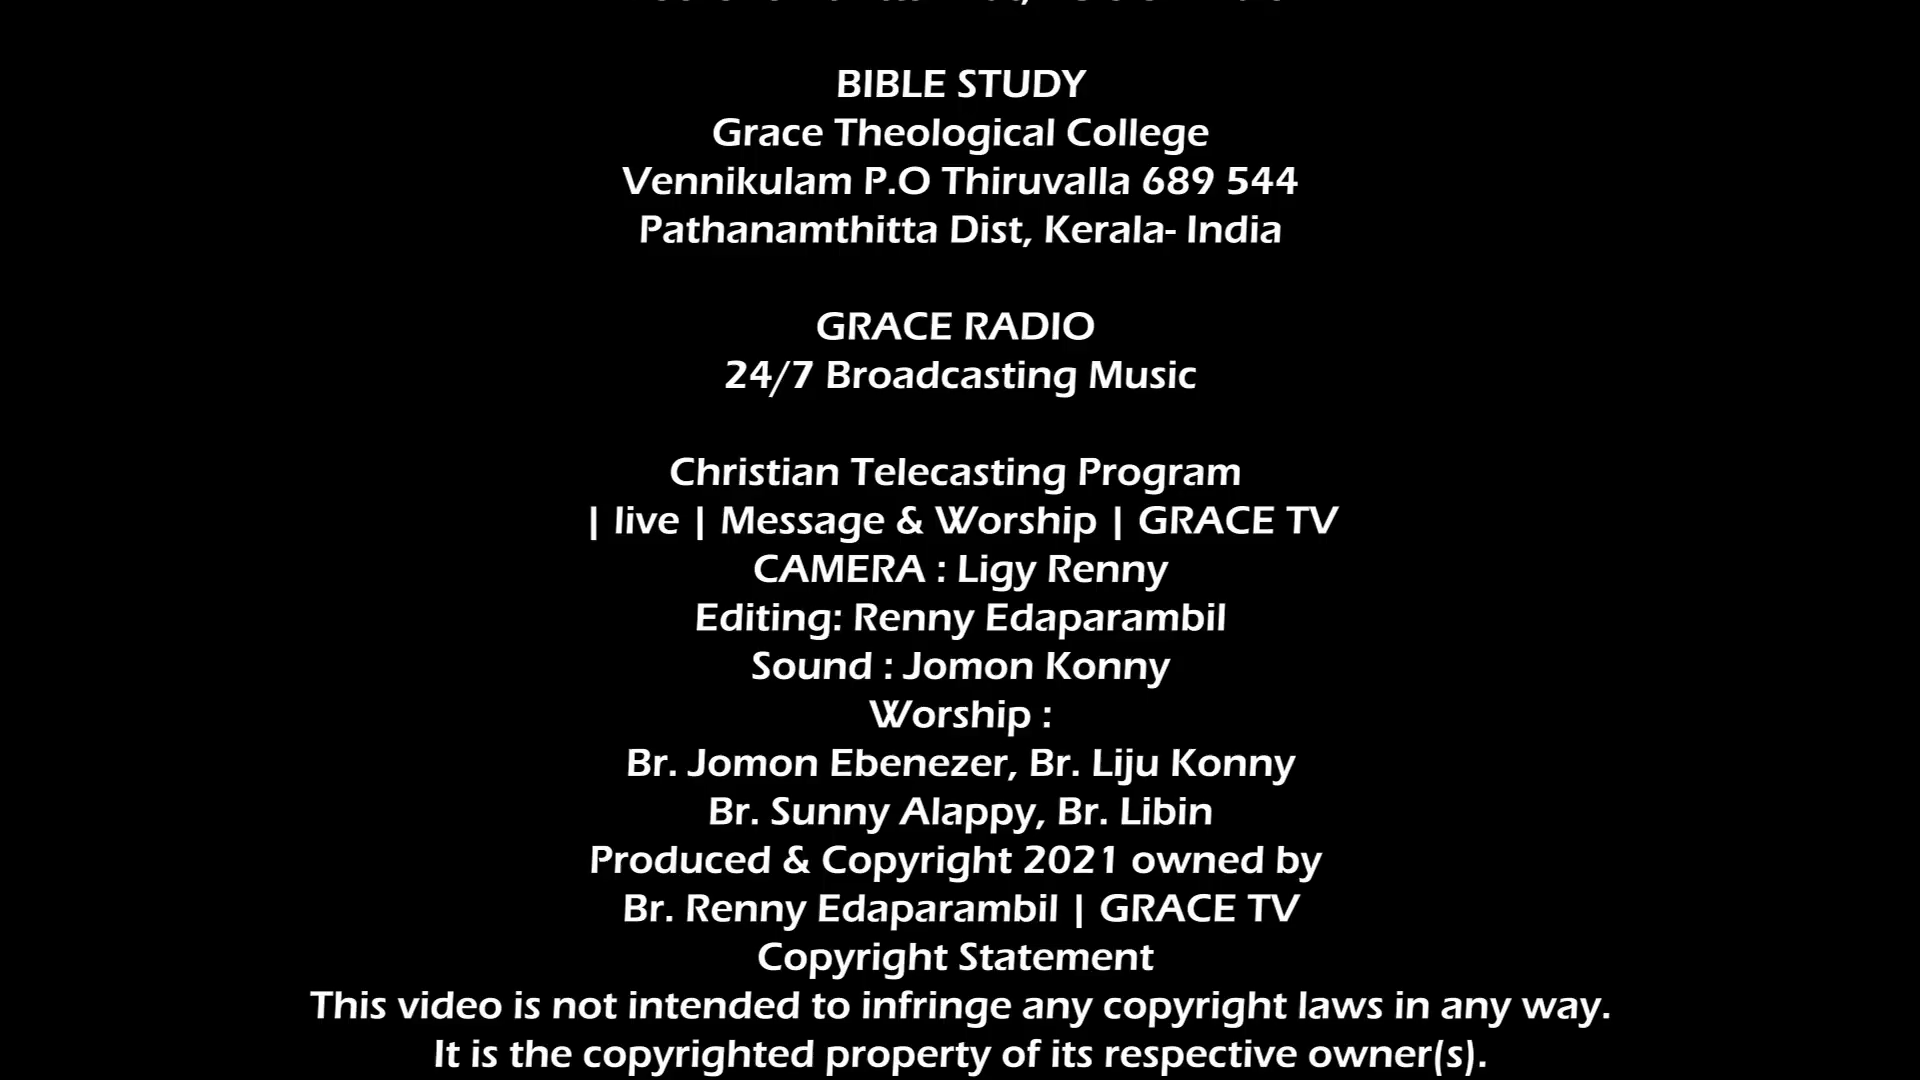 BIBLE STUDY
Grace Theological College
Vennikulam P.O Thiruvalla 689 544
Pathanamthitta Dist, Kerala- India
GRACE RADIO
24/7 Broadcasting Music
Christian Telecasting Program
| live | Message & Worship | GRACE TV
CAMERA : Ligy Renny
Editing: Renny Edaparambil
Sound : Jomon Konny
Worship :
Br. Jomon Ebenezer, Br. Liju Konny
Br. Sunny Alappy, Br. Libin
Produced & Copyright 2021 owned by
Br. Renny Edaparambil | GRACE TV
Copyright Statement
This video is not intended to infringe any copyright laws in any way.
It is the copyrighted property of its respective owner(s).